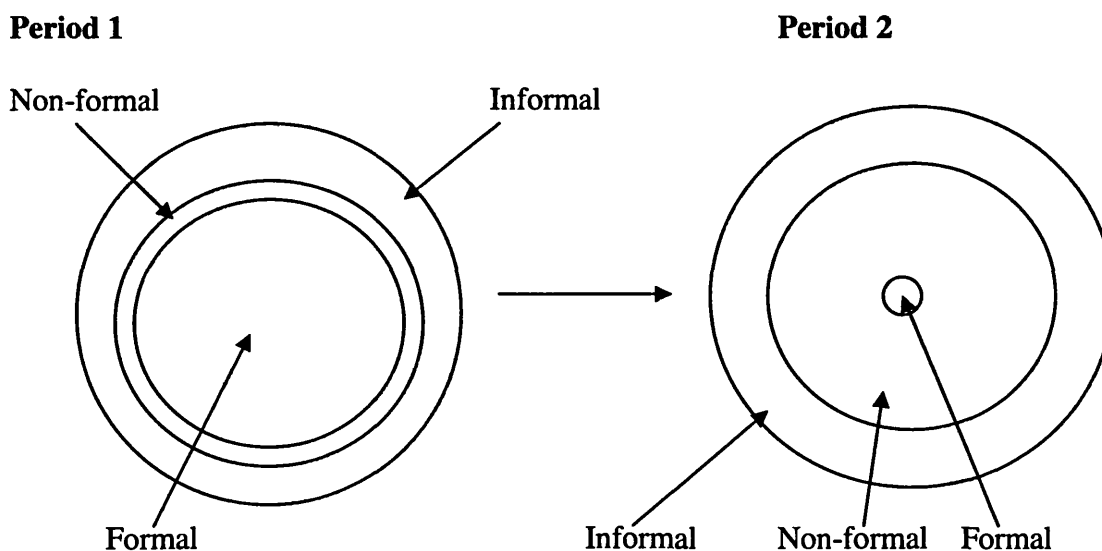 Period 1
Period 2
Non-formal
Informal
Formal
Informal
Non-formal
Formal